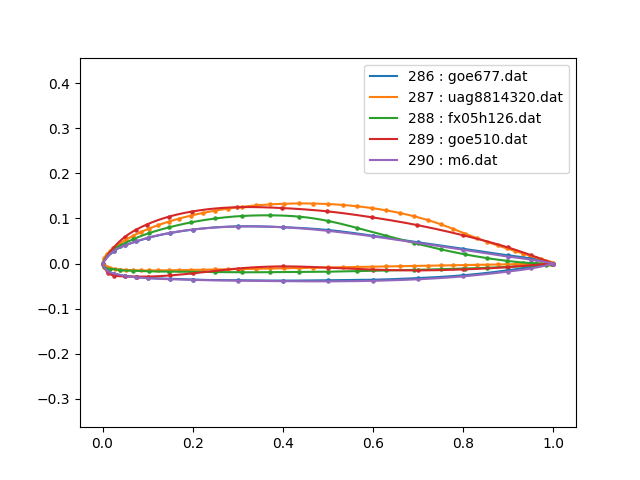 286 : goe677.dat
287 : uag8814320.dat
288 : fx05h126.dat
289 : goe510.dat
290 : m6.dat
0.4
0.3
0.2
0.1
0.0
−0.1
−0.2
−0.3
0.0 0.2 0.4 0.6 0.8 1.0